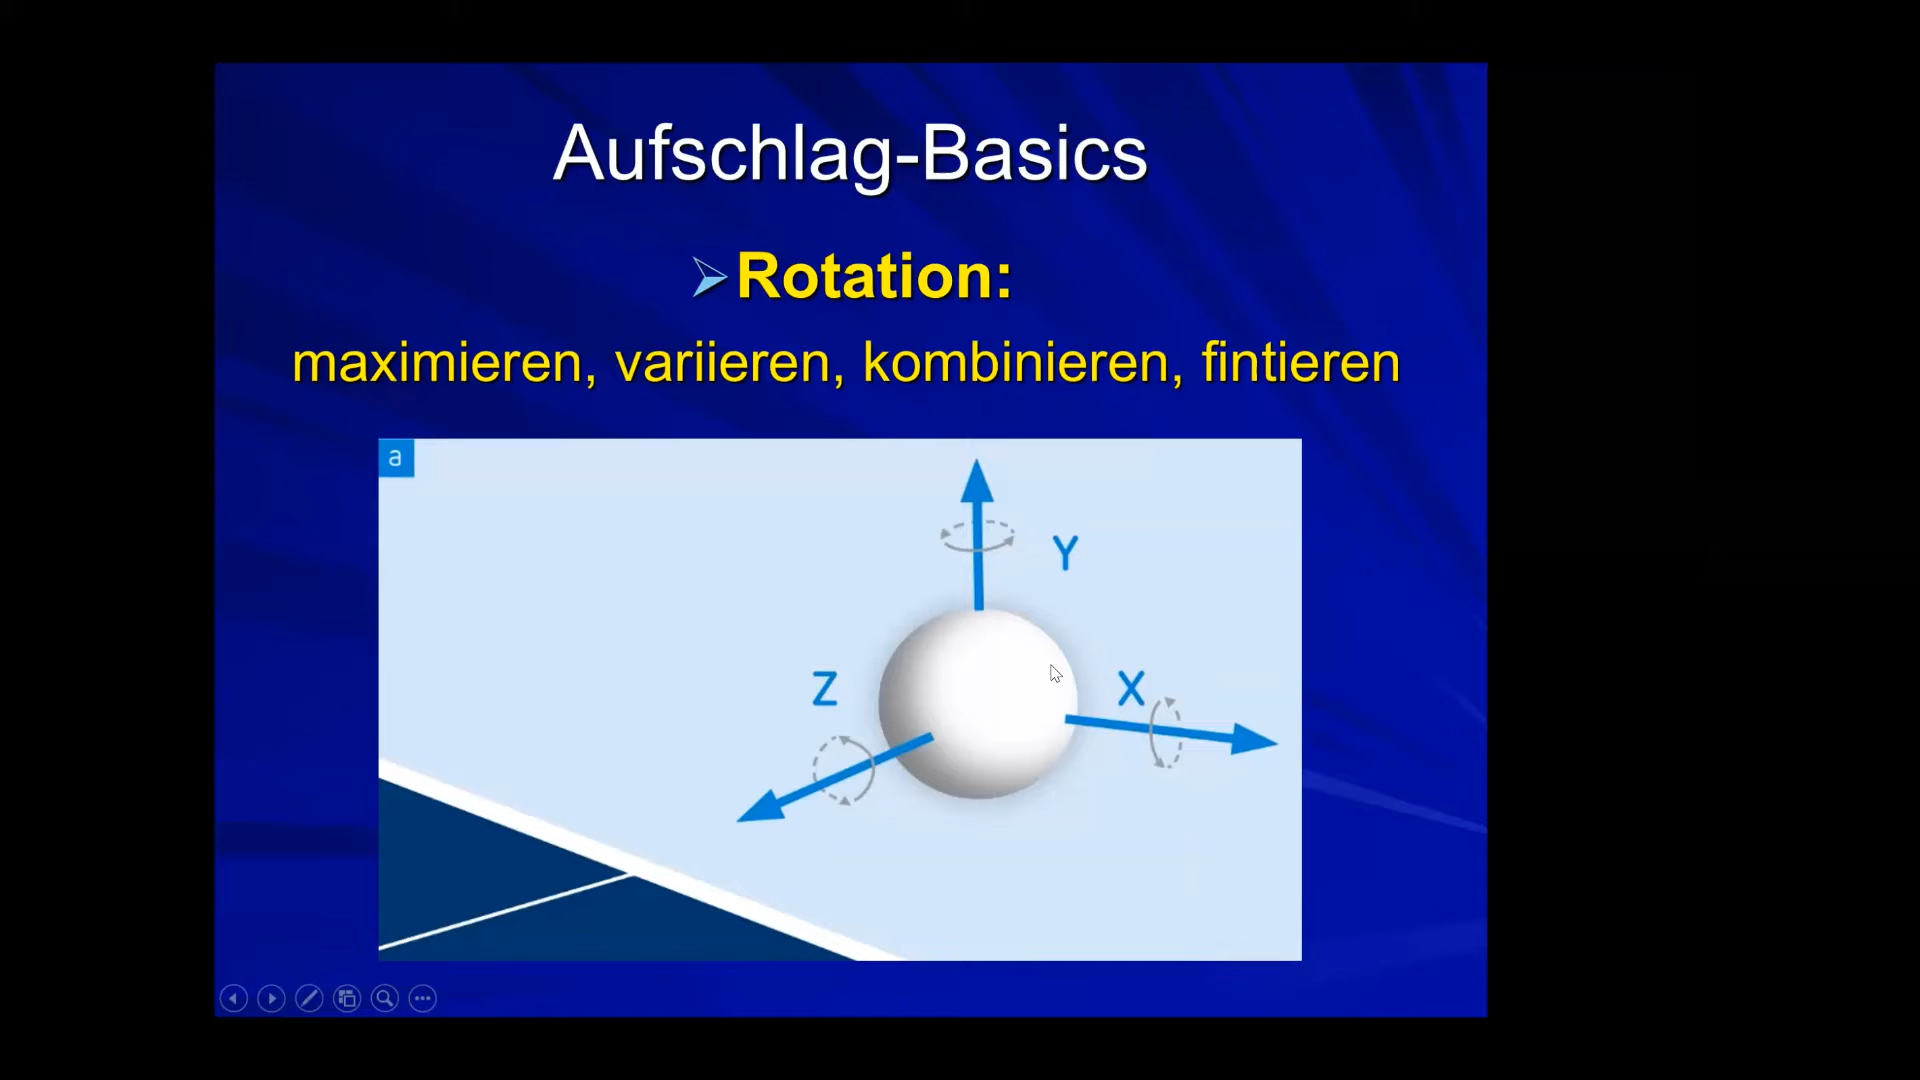 Aufschlag-Basics
Rotation:
maximieren, variieren, kombinieren, fintieren
a
Y
Z
X